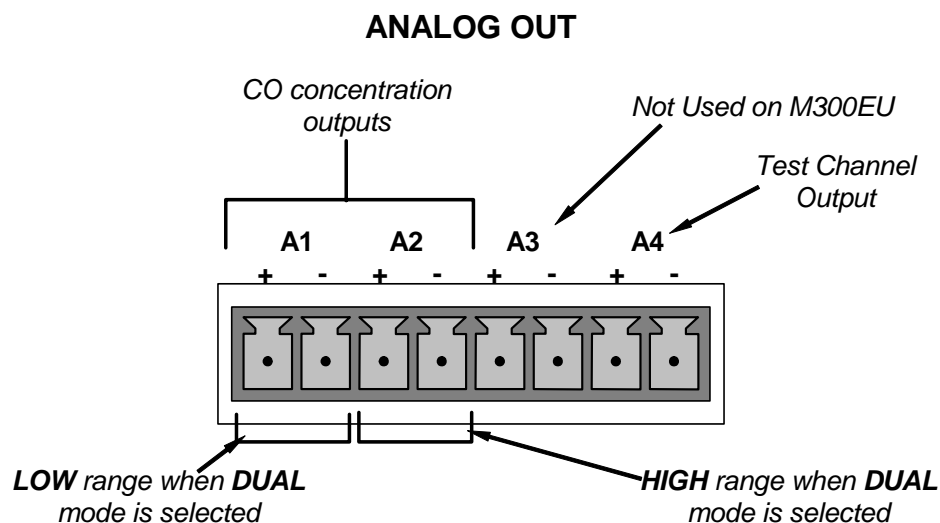 ANALOG OUT
CO concentration
outputs
Not Used on M300EU
Test Channel
Output
A1 A2 A3 A4
+ - + - + - + -
LOW range when DUAL
mode is selected
HIGH range when DUAL
mode is selected